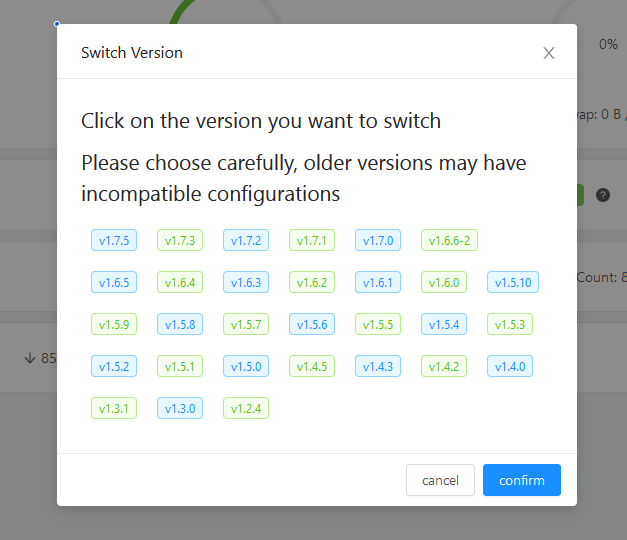 Switch Version
0%
Click on the version you want to switch
ap: 0 B /
Please choose carefully, older versions may have
incompatible configurations
?
v1.7.5 v1.7.3 v1.7.2 v1.7.1 v1.7.0 v1.6.6-2
v1.6.5 v1.6.4 v1.6.3 v1.6.2 v1.6.1 v1.6.0 v1.5.10
Count: 8
v1.5.9 v1.5.8 v1.5.7 v1.5.6 v1.5.5 v1.5.4 v1.5.3
↓ 85
v1.5.2 v1.5.1 v1.5.0 v1.4.5 v1.4.3 v1.4.2 v1.4.0
v1.3.1 v1.3.0 v1.2.4
cancel confirm